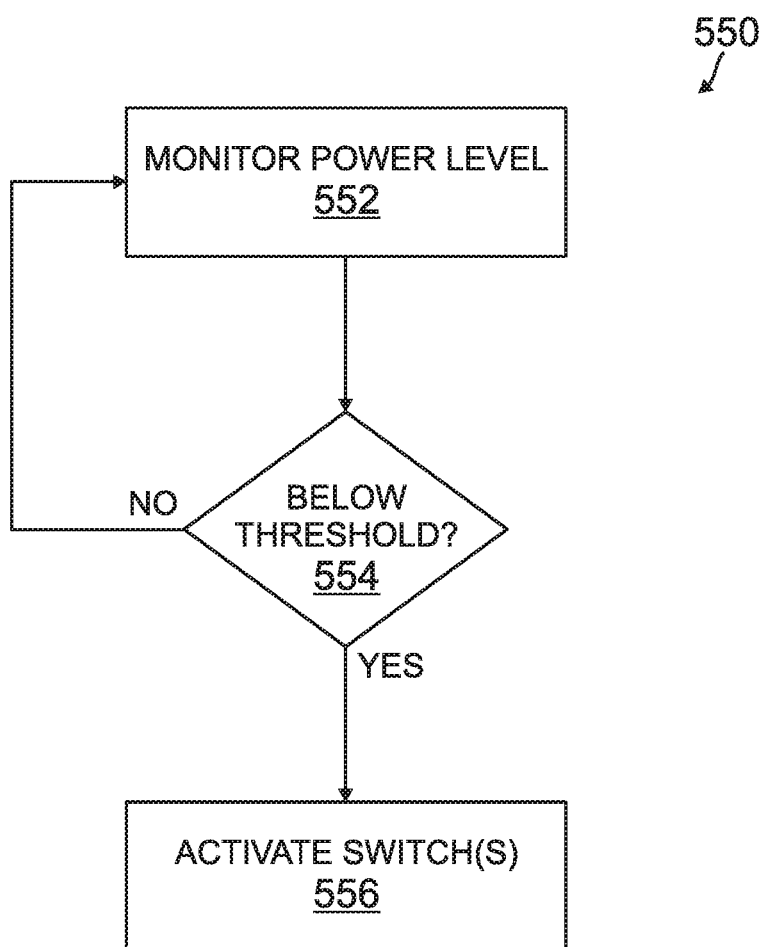 550
MONITOR POWER LEVEL
552
NO
BELOW
THRESHOLD?
554
YES
ACTIVATE SWITCH(S)
556